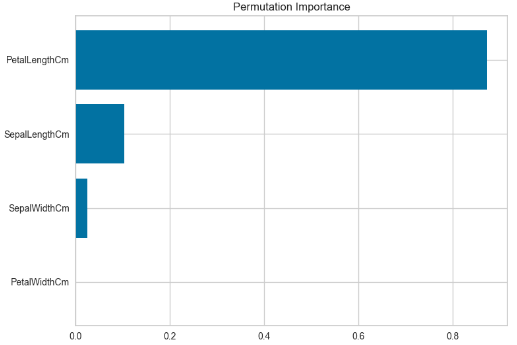 Permutation Importance
PetalLengthCm
SepalLengthCm
SepalWidthCm
PetalWidthCm
0.0 0.2 0.4 0.6 0.8